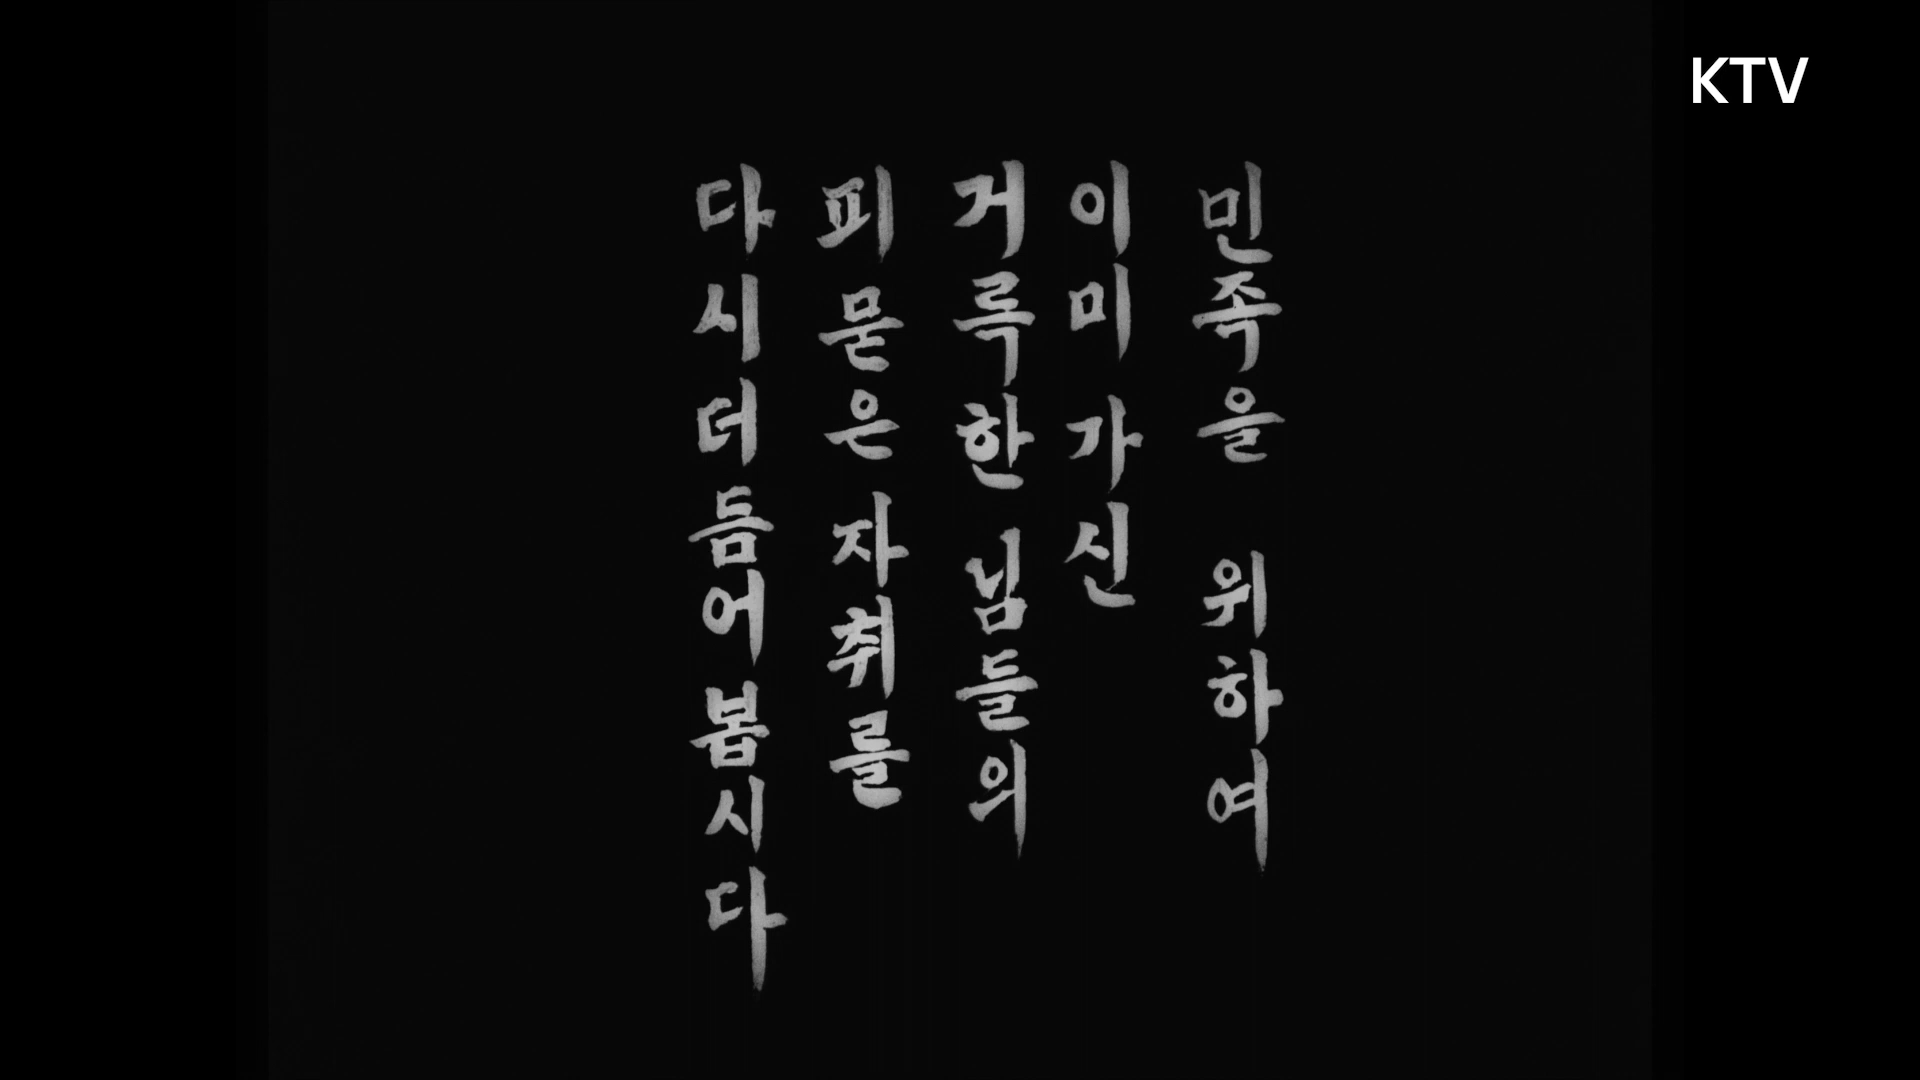 KTV
민족을 위하여
이미 가신
거룩한 님들의
피 묻은 자취를
다시 더듬어 봅시다